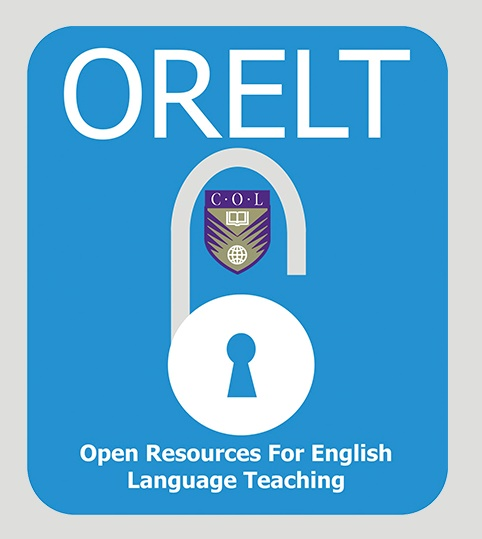 ORELT
C·O·L
Open Resources For English
Language Teaching